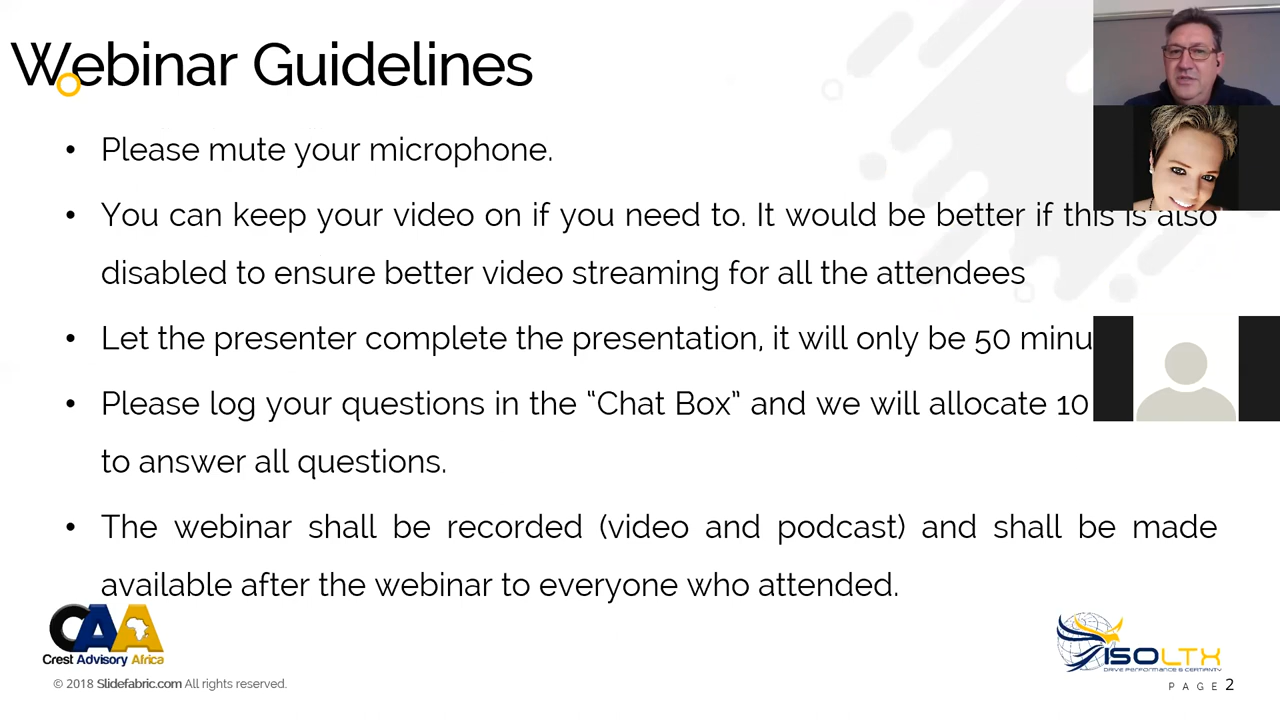 Webinar Guidelines
• Please mute your microphone.
• You can keep your video on if you need to. It would be better if this is also
disabled to ensure better video streaming for all the attendees
• Let the presenter complete the presentation, it will only be 50 minu
• Please log your questions in the “Chat Box” and we will allocate 10
to answer all questions.
• The webinar shall be recorded (video and podcast) and shall be made
available after the webinar to everyone who attended.
CAA
Crest Advisory Africa
ISOLTX
DRIVE PERFORMANCE & CERTAINTY
© 2018 Slidefabric.com All rights reserved.
PAGE 2